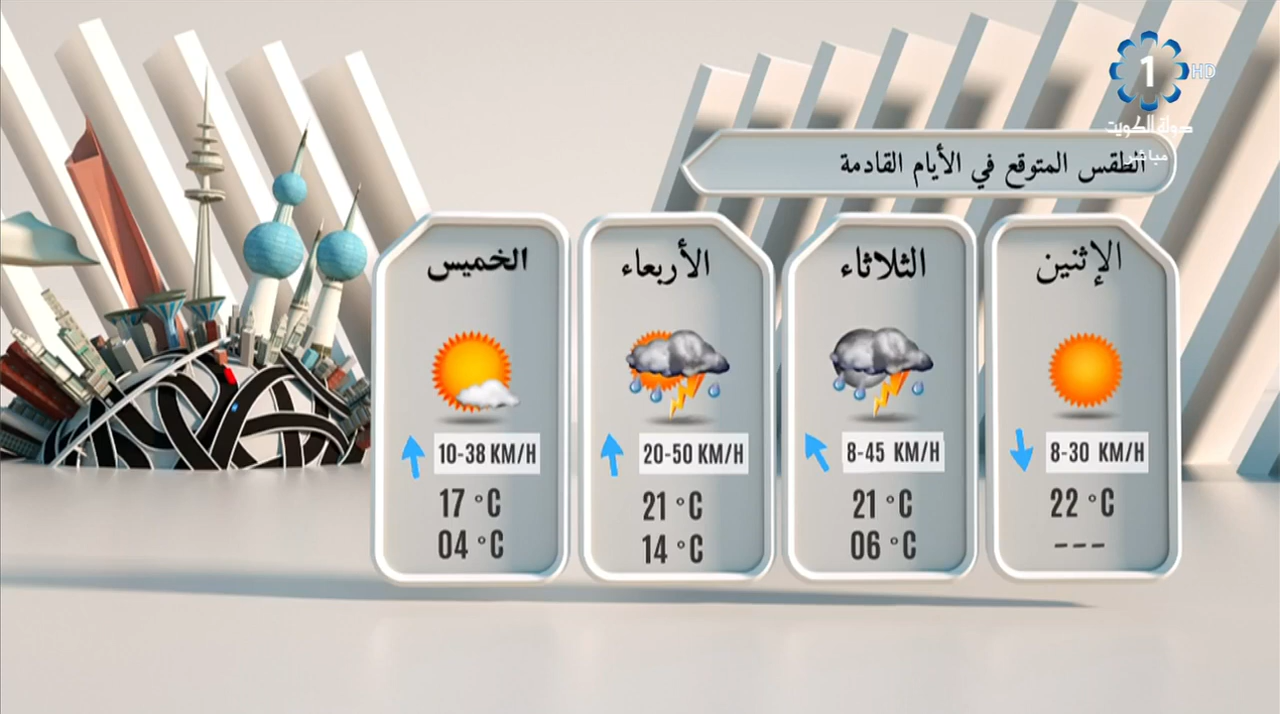 1 HD
دولة الكويت
مباشر
الطقس المتوقع في الأيام القادمة
الإثنين
8-30 KM/H
22 °C
---
الثلاثاء
8-45 KM/H
21 °C
06 °C
الأربعاء
20-50 KM/H
21 °C
14 °C
الخميس
10-38 KM/H
17 °C
04 °C